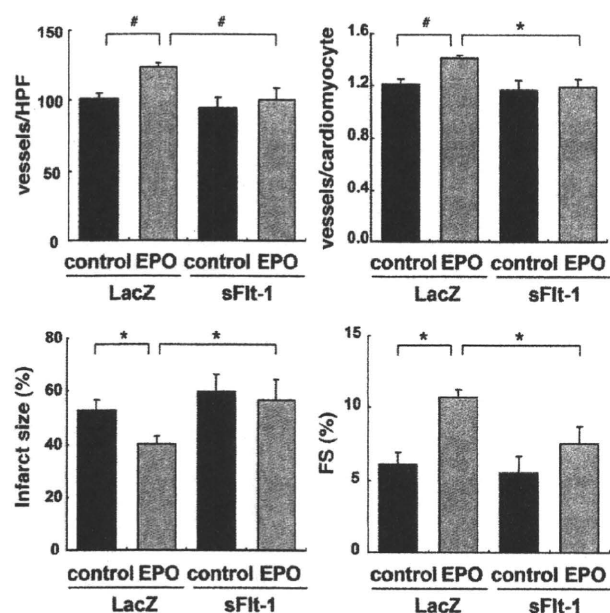 # #
150
100
50
0
vessels/HPF
control EPO control EPO
LacZ sFlt-1
# *
1.8
1.2
0.6
0.0
vessels/cardiomyocyte
control EPO control EPO
LacZ sFlt-1
* *
80
60
40
20
0
Infarct size (%)
control EPO control EPO
LacZ sFlt-1
* *
15
10
5
0
FS (%)
control EPO control EPO
LacZ sFlt-1